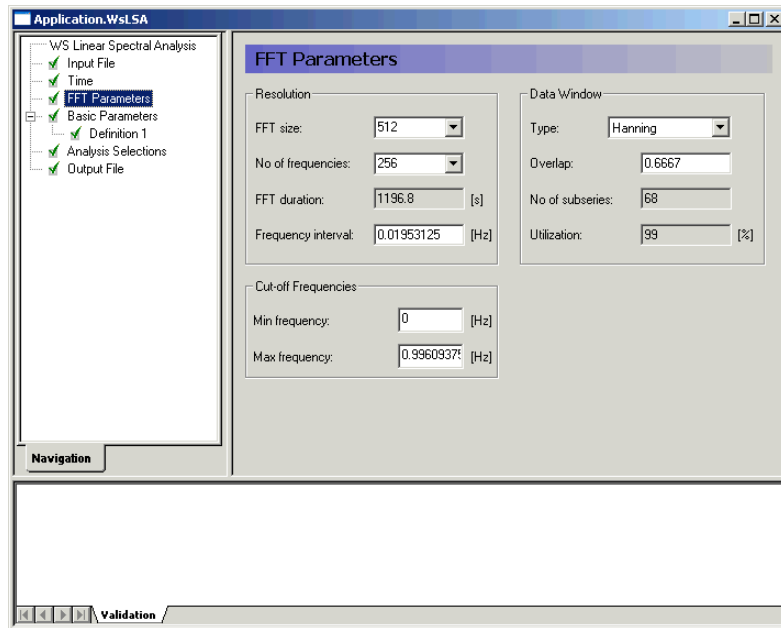 Application.WsLSA
WS Linear Spectral Analysis
Input File
Time
FFT Parameters
Basic Parameters
Definition 1
Analysis Selections
Output File
Navigation
FFT Parameters
Resolution
FFT size: 512
No of frequencies: 256
FFT duration: 1196.8 [s]
Frequency interval: 0.01953125 [Hz]
Data Window
Type: Hanning
Overlap: 0.6667
No of subseries: 68
Utilization: 99 [%]
Cut-off Frequencies
Min frequency: 0 [Hz]
Max frequency: 0.99609375 [Hz]
Validation